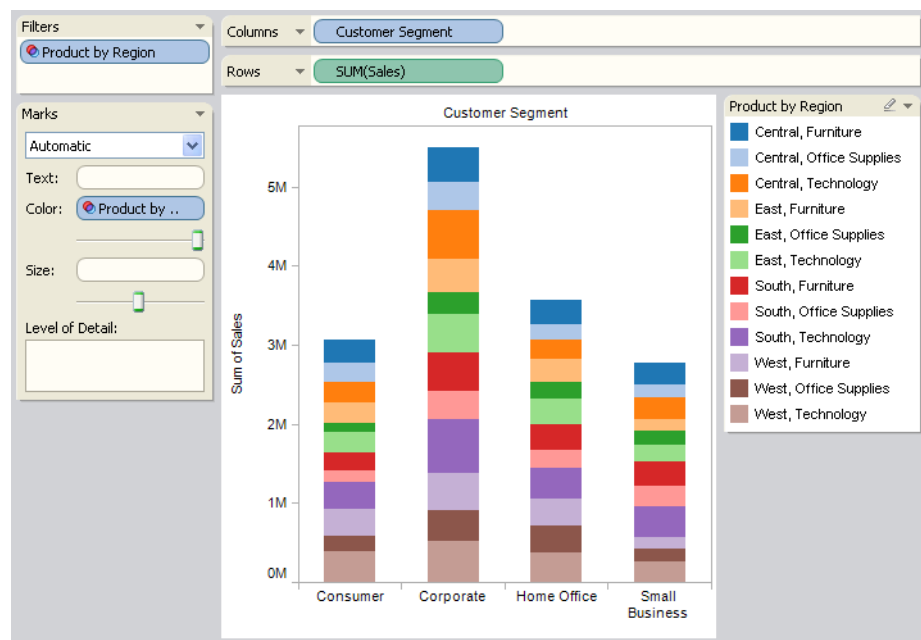 Filters
Product by Region
Columns
Customer Segment
Rows
SUM(Sales)
Marks
Automatic
Text:
Color:
Product by ..
Size:
Level of Detail:
Customer Segment
Sum of Sales
5M
4M
3M
2M
1M
0M
Consumer
Corporate
Home Office
Small
Business
Product by Region
Central, Furniture
Central, Office Supplies
Central, Technology
East, Furniture
East, Office Supplies
East, Technology
South, Furniture
South, Office Supplies
South, Technology
West, Furniture
West, Office Supplies
West, Technology